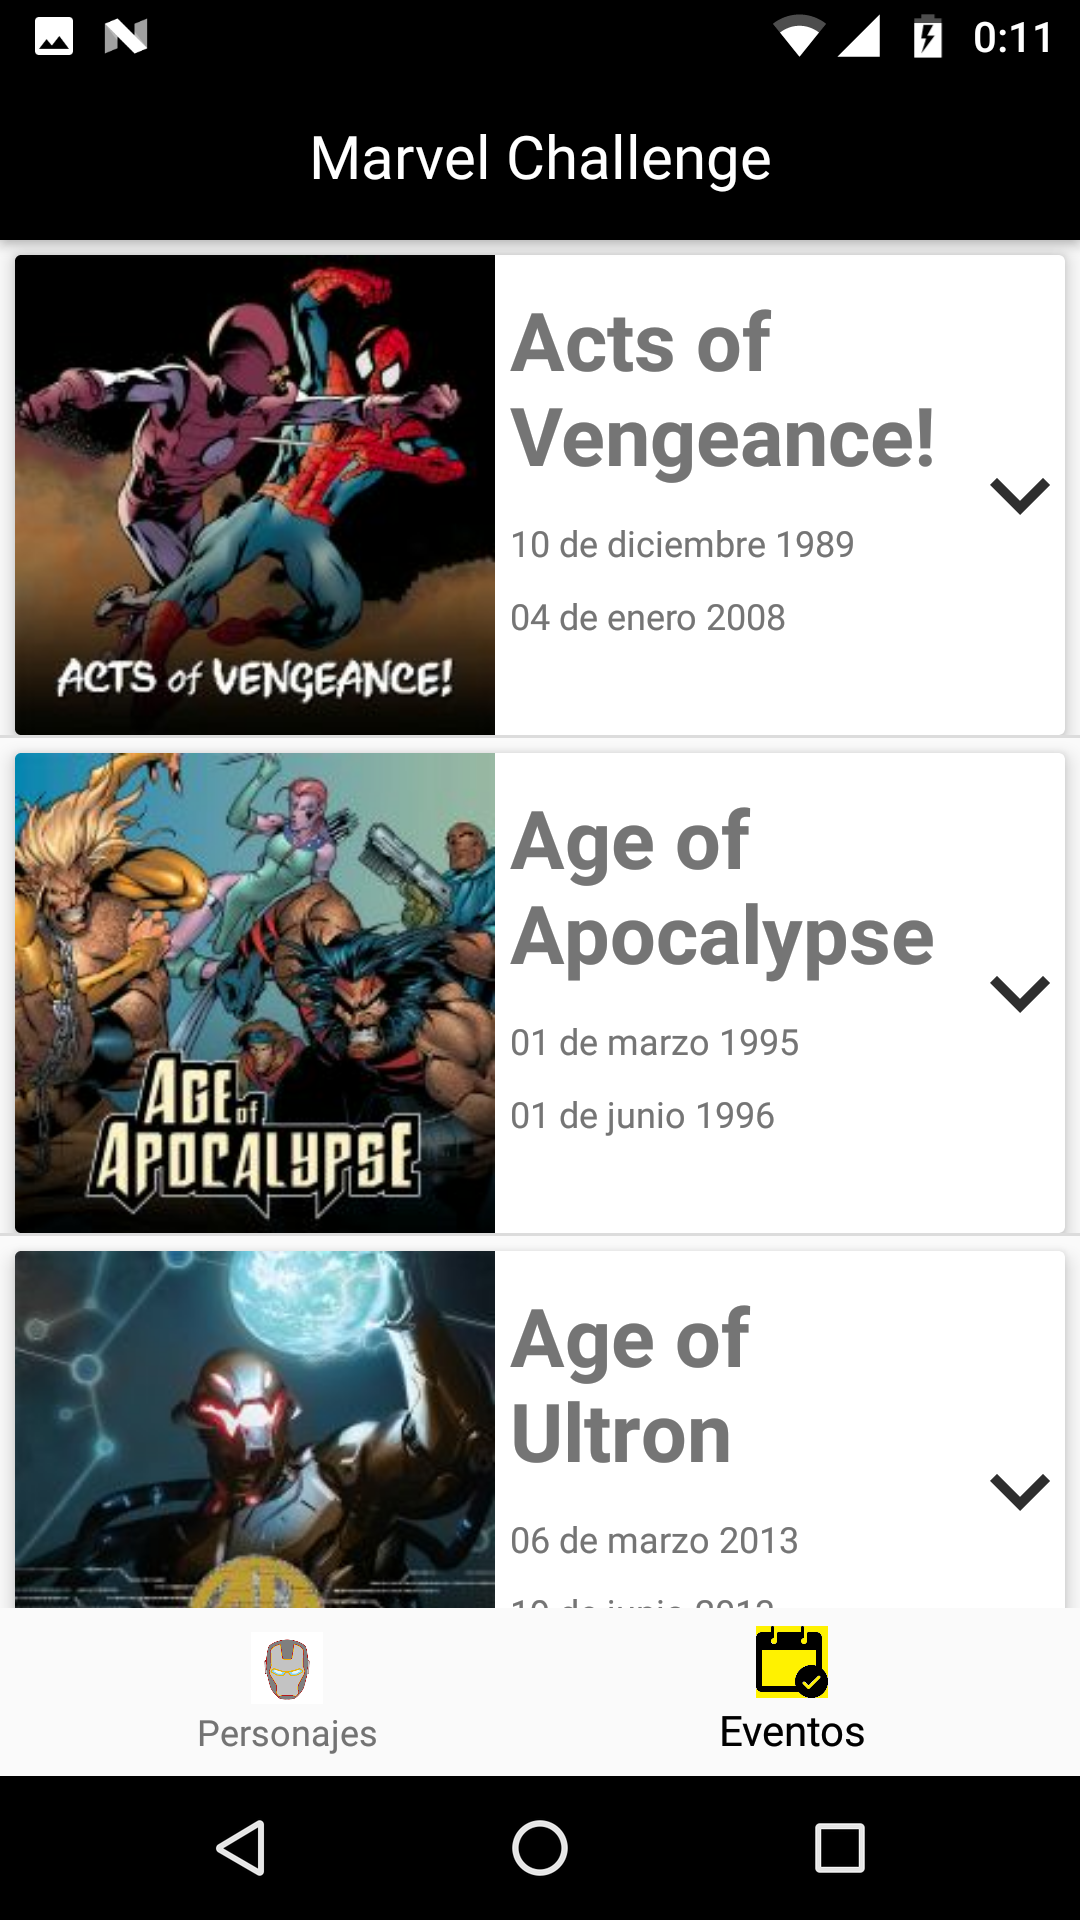 0:11
Marvel Challenge
ACTS of VENGEANCE!
Acts of
Vengeance!
10 de diciembre 1989
04 de enero 2008
AGE of
APOCALYPSE
Age of
Apocalypse
01 de marzo 1995
01 de junio 1996
Age of
Ultron
06 de marzo 2013
Personajes
Eventos